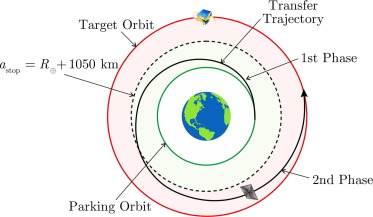 Target Orbit
Transfer
Trajectory
1st Phase
a_stop = R_⊕ + 1050 km
2nd Phase
Parking Orbit